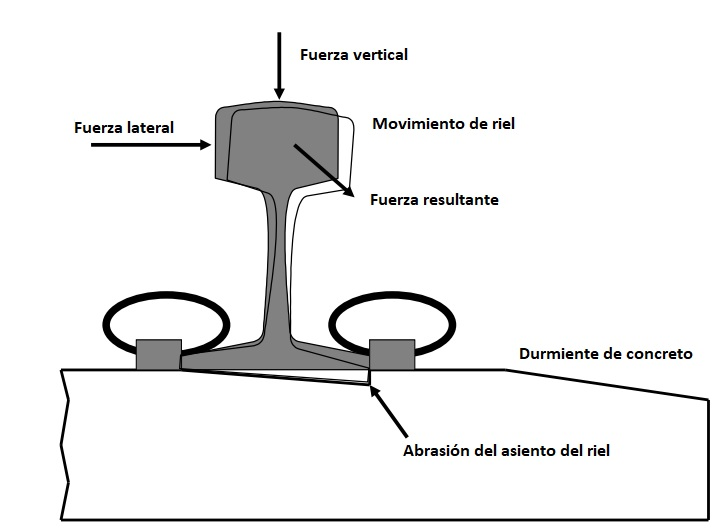 Fuerza vertical
Fuerza lateral
Movimiento de riel
Fuerza resultante
Durmiente de concreto
Abrasión del asiento del riel